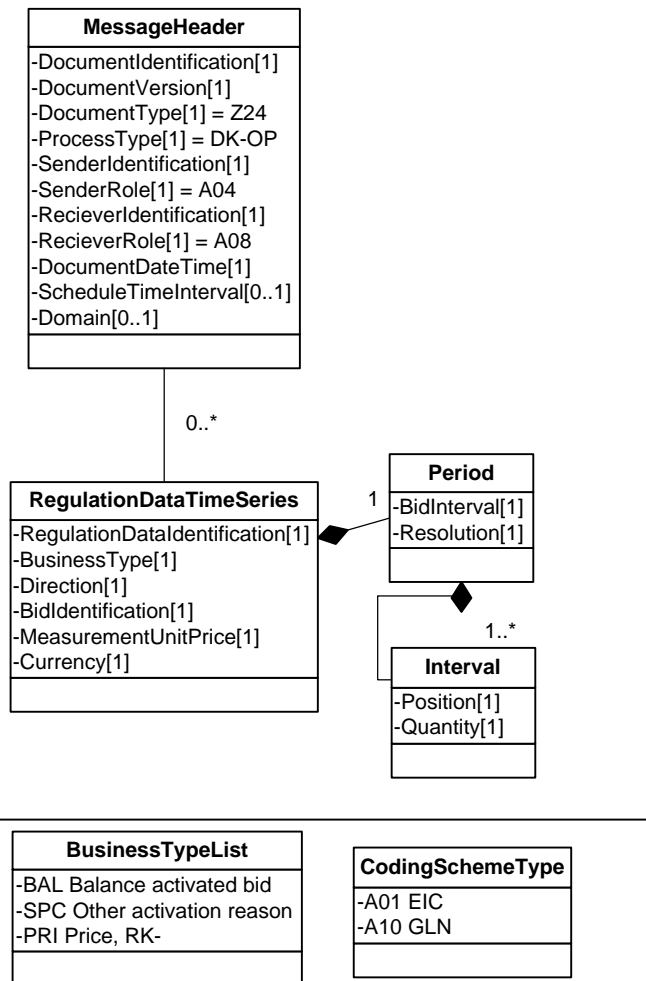 MessageHeader
-DocumentIdentification[1]
-DocumentVersion[1]
-DocumentType[1] = Z24
-ProcessType[1] = DK-OP
-SenderIdentification[1]
-SenderRole[1] = A04
-RecieverIdentification[1]
-RecieverRole[1] = A08
-DocumentDateTime[1]
-ScheduleTimeInterval[0..1]
-Domain[0..1]
0..*
RegulationDataTimeSeries
-RegulationDataIdentification[1]
-BusinessType[1]
-Direction[1]
-BidIdentification[1]
-MeasurementUnitPrice[1]
-Currency[1]
1
Period
-BidInterval[1]
-Resolution[1]
1..*
Interval
-Position[1]
-Quantity[1]
BusinessTypeList
-BAL Balance activated bid
-SPC Other activation reason
-PRI Price, RK-
CodingSchemeType
-A01 EIC
-A10 GLN